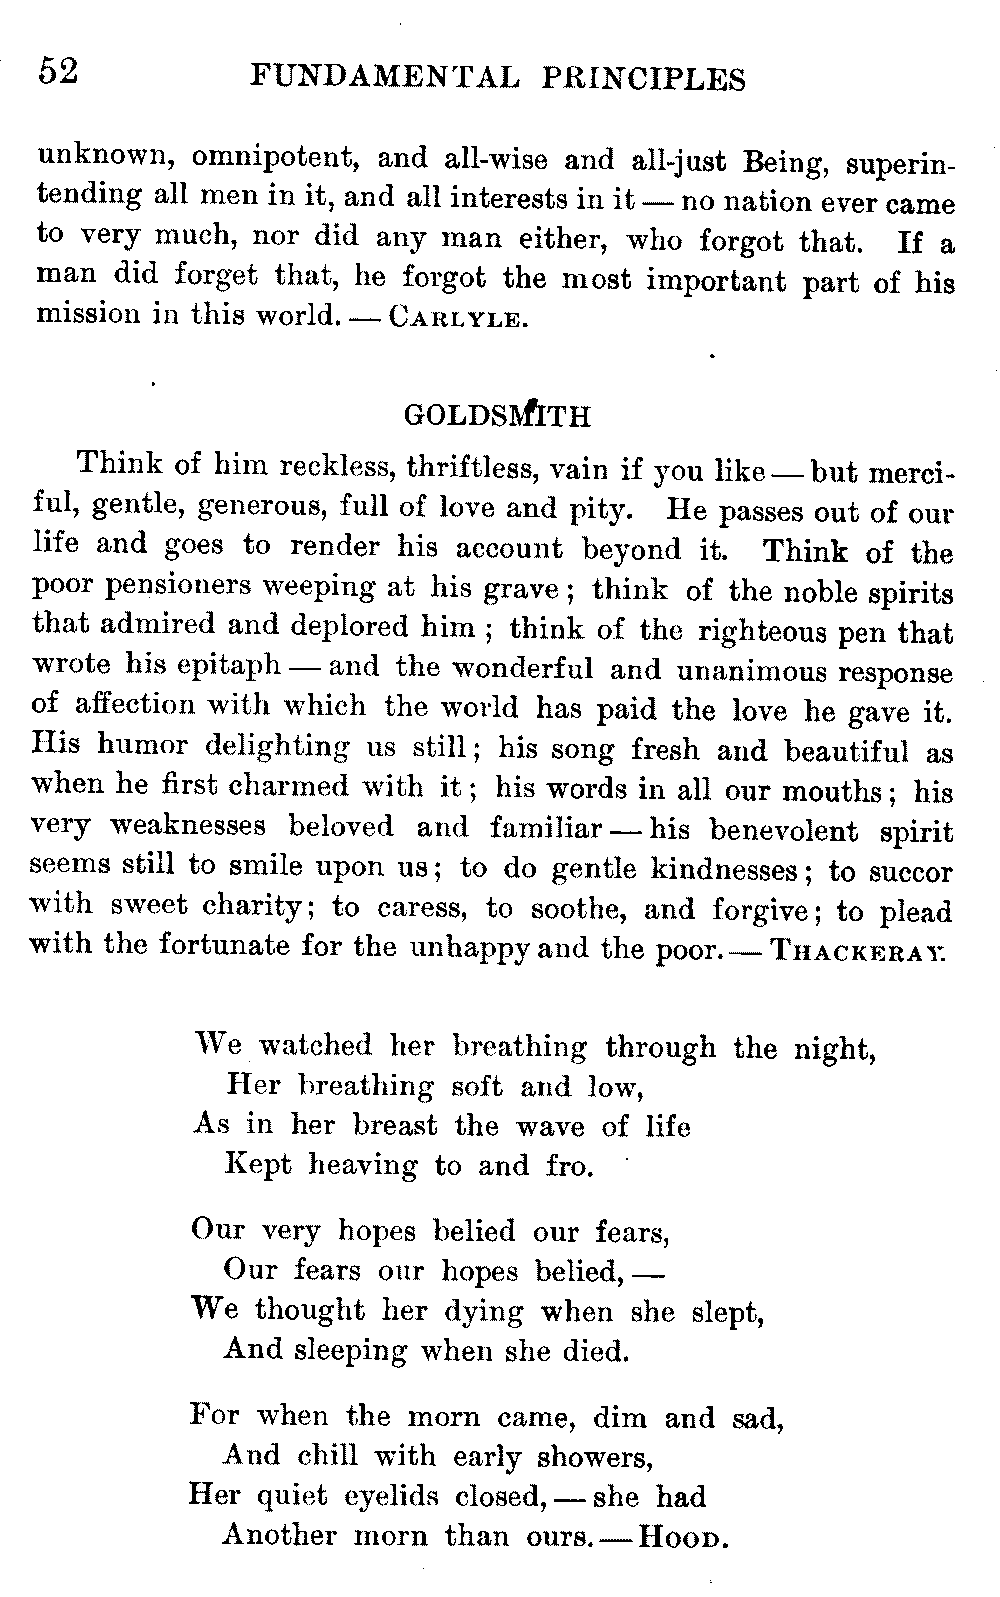 52 FUNDAMENTAL PRINCIPLES
unknown, omnipotent, and all-wise and all-just Being, superin-
tending all men in it, and all interests in it — no nation ever came
to very much, nor did any man either, who forgot that. If a
man did forget that, he forgot the most important part of his
mission in this world. — CARLYLE.
GOLDSMITH
Think of him reckless, thriftless, vain if you like — but merci-
ful, gentle, generous, full of love and pity. He passes out of our
life and goes to render his account beyond it. Think of the
poor pensioners weeping at his grave; think of the noble spirits
that admired and deplored him; think of the righteous pen that
wrote his epitaph — and the wonderful and unanimous response
of affection with which the world has paid the love he gave it.
His humor delighting us still; his song fresh and beautiful as
when he first charmed with it; his words in all our mouths; his
very weaknesses beloved and familiar — his benevolent spirit
seems still to smile upon us; to do gentle kindnesses; to succor
with sweet charity; to caress, to soothe, and forgive; to plead
with the fortunate for the unhappy and the poor. — THACKERAY.
We watched her breathing through the night,
Her breathing soft and low,
As in her breast the wave of life
Kept heaving to and fro.
Our very hopes belied our fears,
Our fears our hopes belied, —
We thought her dying when she slept,
And sleeping when she died.
For when the morn came, dim and sad,
And chill with early showers,
Her quiet eyelids closed, — she had
Another morn than ours. — HOOD.